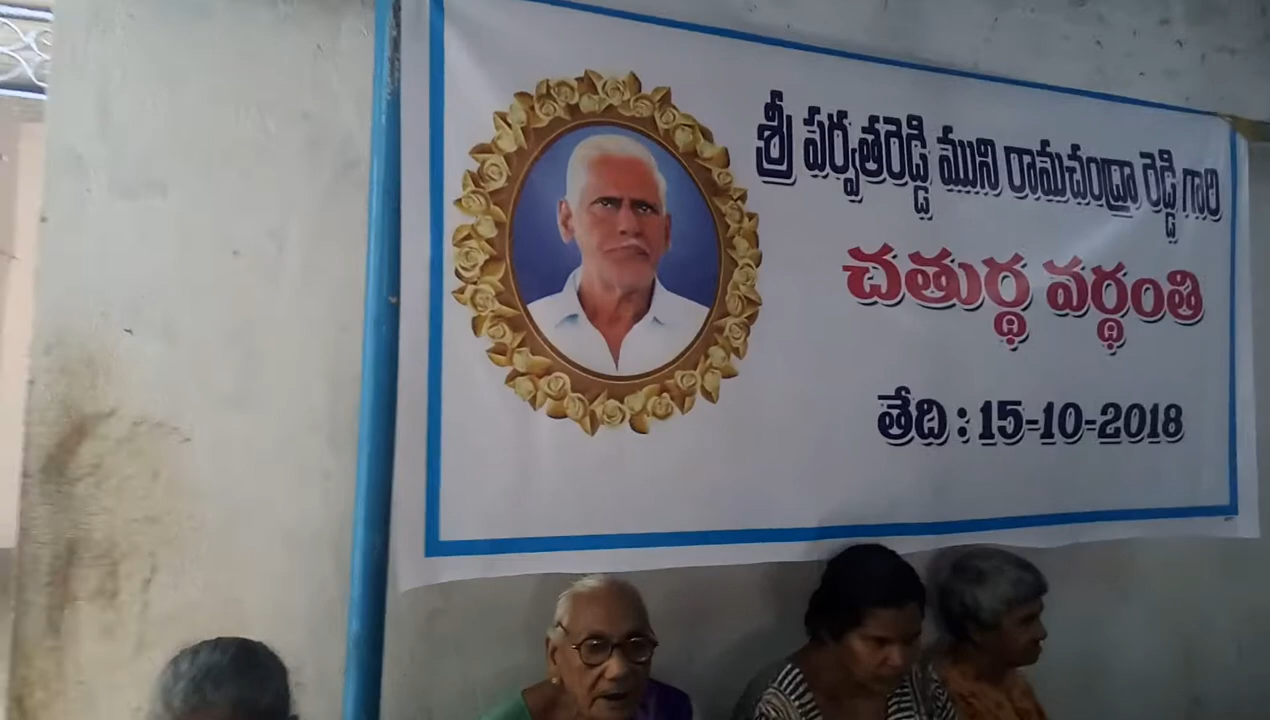 శ్రీ పర్వతరెడ్డి ముని రామచంద్రా రెడ్డి గారి
చతుర్థ వర్థంతి
తేది : 15-10-2018